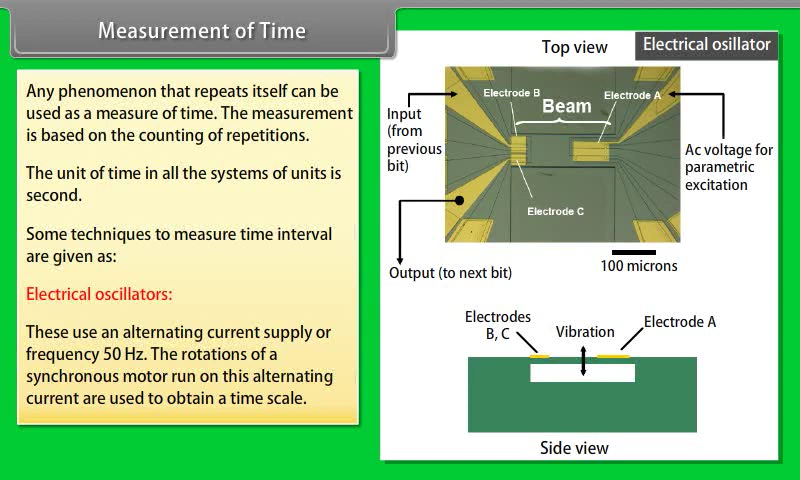 Measurement of Time
Any phenomenon that repeats itself can be
used as a measure of time. The measurement
is based on the counting of repetitions.
The unit of time in all the systems of units is
second.
Some techniques to measure time interval
are given as:
Electrical oscillators:
These use an alternating current supply or
frequency 50 Hz. The rotations of a
synchronous motor run on this alternating
current are used to obtain a time scale.
Top view
Electrical osillator
Input
(from
previous
bit)
Electrode B
Beam
Electrode A
Electrode C
Ac voltage for
parametric
excitation
Output (to next bit)
100 microns
Electrodes
B, C
Vibration
Electrode A
Side view